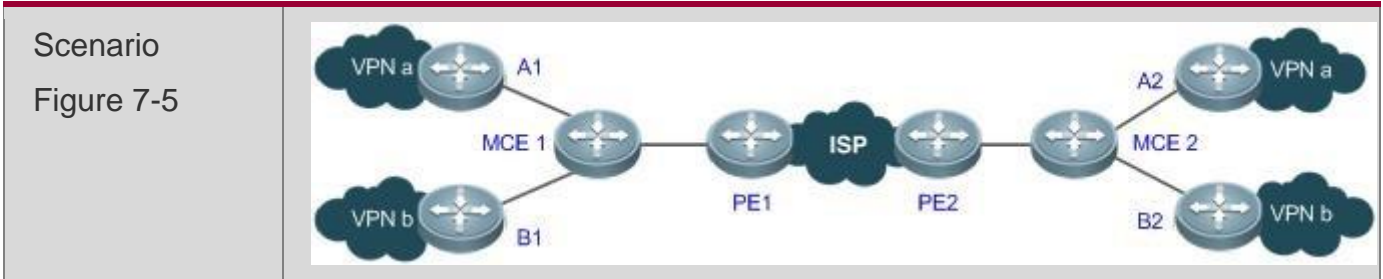 Scenario
Figure 7-5
VPN a
A1
MCE 1
VPN b
B1
PE1
ISP
PE2
MCE 2
A2
VPN a
B2
VPN b